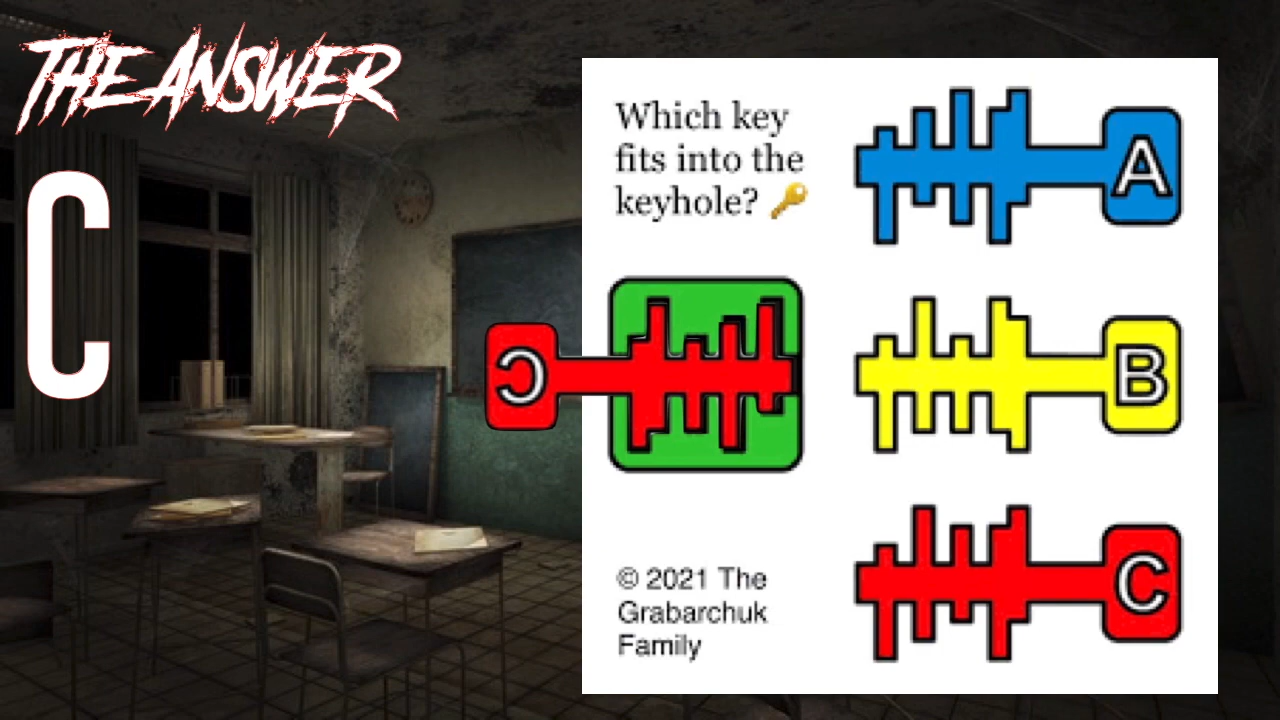 THE ANSWER
C
Which key
fits into the
keyhole? 🔑
A
C
B
C
© 2021 The
Grabarchuk
Family